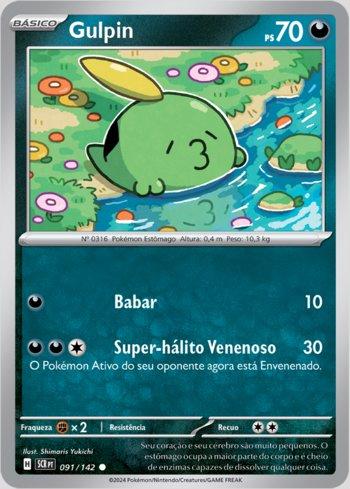 BÁSICO
Gulpin
PS 70
Nº 0316 Pokémon Estômago Altura: 0,4 m Peso: 10,3 kg
Babar 10
Super-hálito Venenoso 30
O Pokémon Ativo do seu oponente agora está Envenenado.
Fraqueza ×2 Resistência Recuo
Ilust. Shimaris Yukichi
H SCR PT 091/142
Seu coração e seu cérebro são muito pequenos. O
estômago ocupa a maior parte do corpo e é cheio
de enzimas capazes de dissolver qualquer coisa.
©2024 Pokémon/Nintendo/Creatures/GAME FREAK